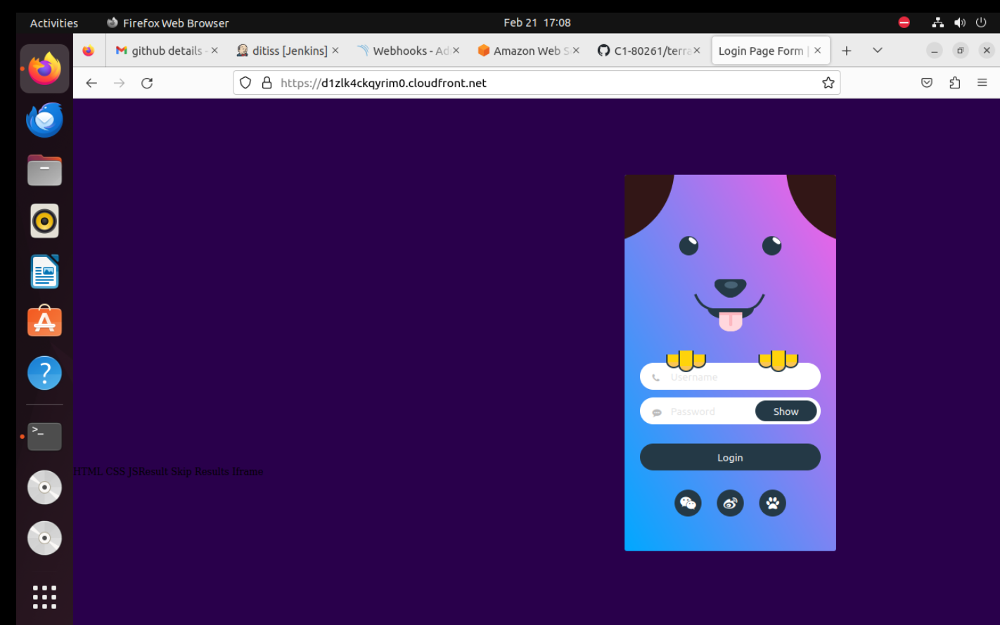 Activities Firefox Web Browser Feb 21 17:08
github details - ditiss [Jenkins] Webhooks - Ad Amazon Web S C1-80261/terra Login Page Form |
https://d1zlk4ckqyrim0.cloudfront.net
Username
Password Show
Login
HTML CSS JSResult Skip Results Iframe